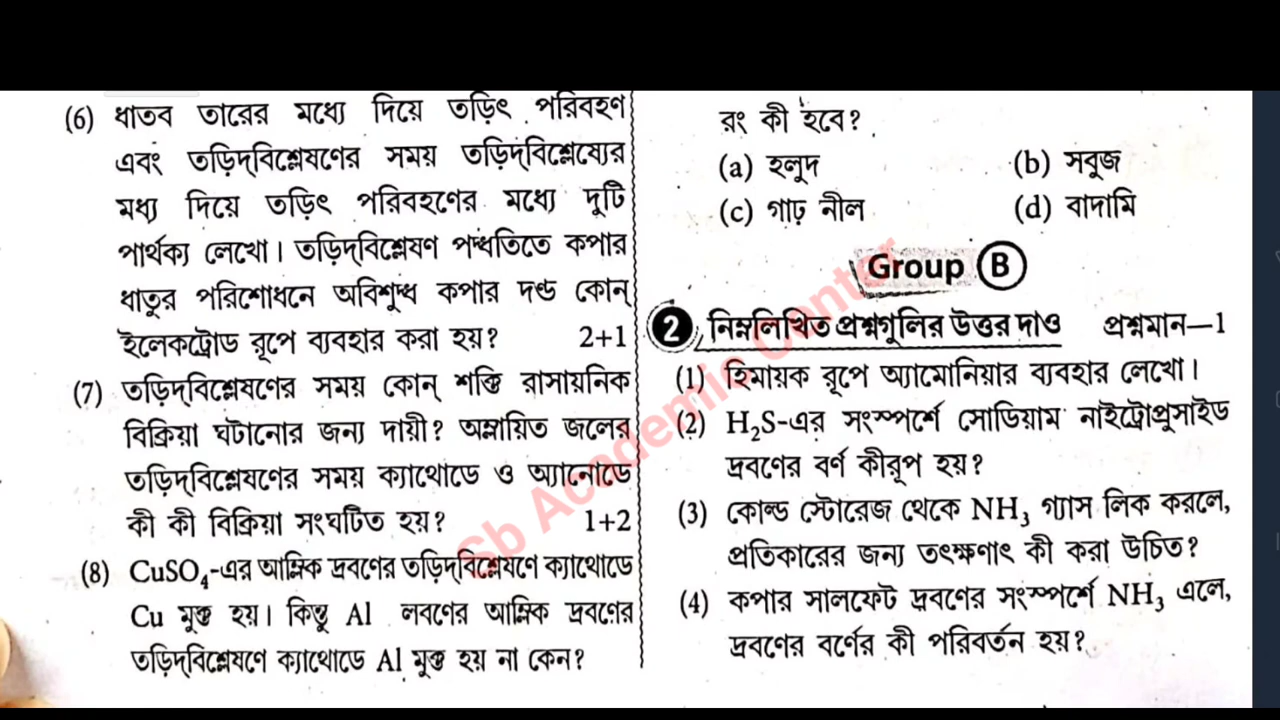 (6) ধাতব তারের মধ্যে দিয়ে তড়িৎ পরিবহণ
এবং তড়িদ্‌বিশ্লেষণের সময় তড়িদ্‌বিশ্লেষ্যের
মধ্য দিয়ে তড়িৎ পরিবহণের মধ্যে দুটি
পার্থক্য লেখো। তড়িদ্‌বিশ্লেষণ পদ্ধতিতে কপার
ধাতুর পরিশোধনে অবিশুদ্ধ কপার দণ্ড কোন্
ইলেকট্রোড রূপে ব্যবহার করা হয়? 2+1
(7) তড়িদ্‌বিশ্লেষণের সময় কোন্ শক্তি রাসায়নিক
বিক্রিয়া ঘটানোর জন্য দায়ী? অম্লায়িত জলের
তড়িদ্‌বিশ্লেষণের সময় ক্যাথোডে ও অ্যানোডে
কী কী বিক্রিয়া সংঘটিত হয়? 1+2
(8) CuSO₄-এর আম্লিক দ্রবণের তড়িদ্‌বিশ্লেষণে ক্যাথোডে
Cu মুক্ত হয়। কিন্তু Al লবণের আম্লিক দ্রবণের
তড়িদ্‌বিশ্লেষণে ক্যাথোডে Al মুক্ত হয় না কেন?
রং কী হবে?
(a) হলুদ (b) সবুজ
(c) গাঢ় নীল (d) বাদামি
Group B
2 নিম্নলিখিত প্রশ্নগুলির উত্তর দাও প্রশ্নমান—1
(1) হিমায়ক রূপে অ্যামোনিয়ার ব্যবহার লেখো।
(2) H₂S-এর সংস্পর্শে সোডিয়াম নাইট্রোপ্রুসাইড
দ্রবণের বর্ণ কীরূপ হয়?
(3) কোল্ড স্টোরেজ থেকে NH₃ গ্যাস লিক করলে,
প্রতিকারের জন্য তৎক্ষণাৎ কী করা উচিত?
(4) কপার সালফেট দ্রবণের সংস্পর্শে NH₃ এলে,
দ্রবণের বর্ণের কী পরিবর্তন হয়?
Sb Academic Center